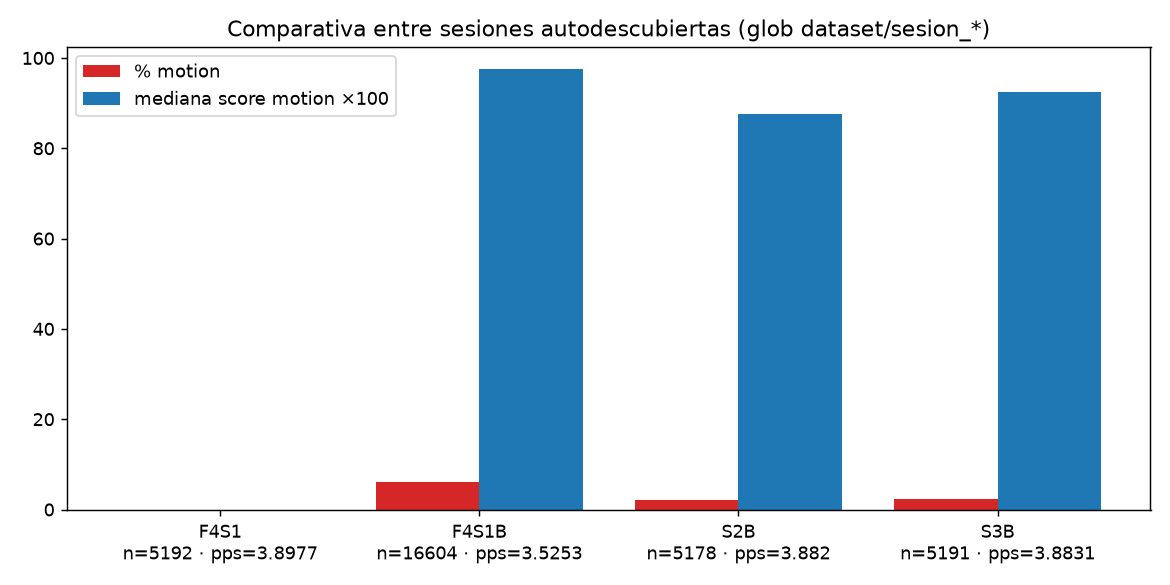 Comparativa entre sesiones autodescubiertas (glob dataset/sesion_*)
% motion
mediana score motion ×100
100
80
60
40
20
0
F4S1
n=5192 · pps=3.8977
F4S1B
n=16604 · pps=3.5253
S2B
n=5178 · pps=3.882
S3B
n=5191 · pps=3.8831